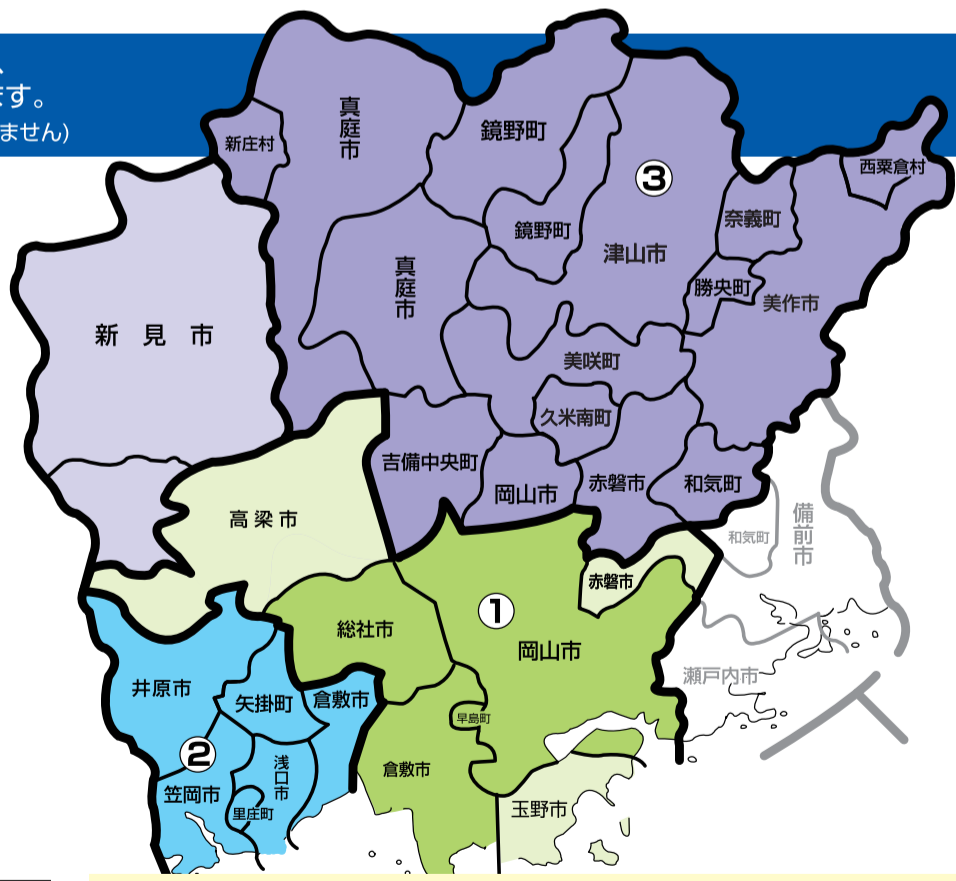 、
ます。
ません)
新庄村
真庭市
鏡野町
③
西粟倉村
奈義町
鏡野町
津山市
真庭市
勝央町
美作市
新見市
美咲町
久米南町
吉備中央町
岡山市
赤磐市
和気町
高梁市
和気町
備前市
赤磐市
①
総社市
岡山市
井原市
矢掛町
倉敷市
瀬戸内市
早島町
②
浅口市
倉敷市
笠岡市
里庄町
玉野市